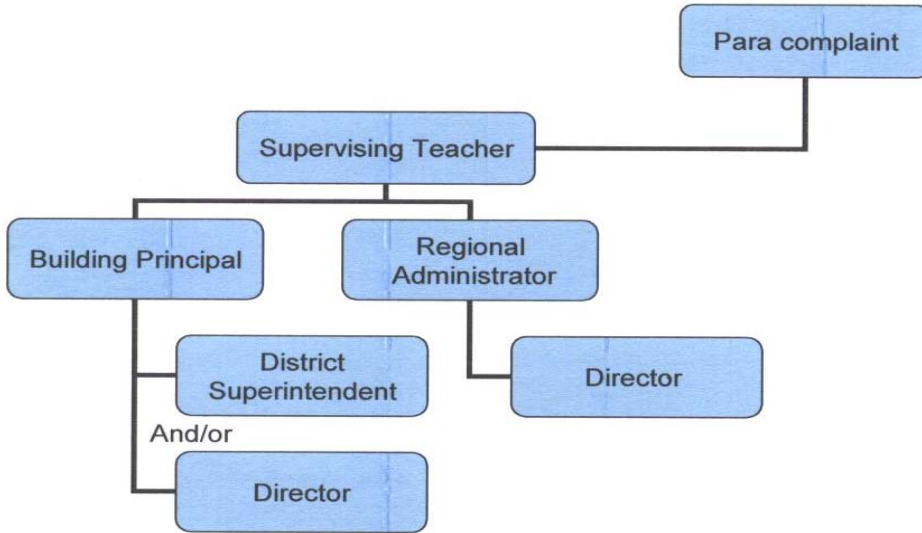 Para complaint
Supervising Teacher
Building Principal
Regional
Administrator
District
Superintendent
Director
And/or
Director